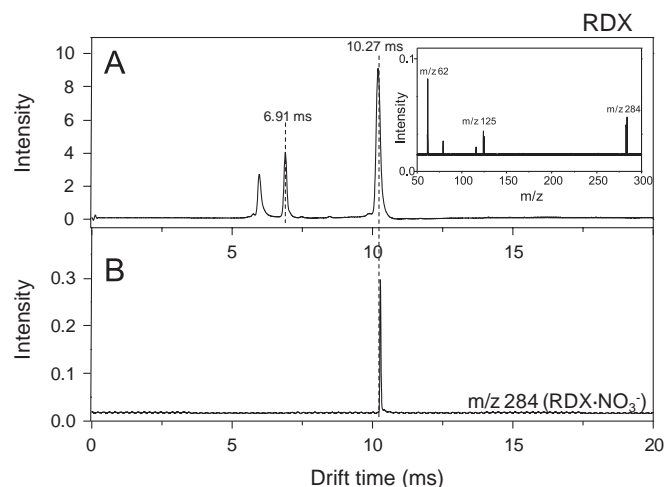 RDX
A
10.27 ms
6.91 ms
Intensity
10
8
6
4
2
0
5
10
15
0.1
0.0
Intensity
m/z 62
m/z 125
m/z 284
50
100
150
200
250
300
m/z
B
Intensity
0.3
0.2
0.1
0.0
m/z 284 (RDX·NO₃⁻)
0
5
10
15
20
Drift time (ms)